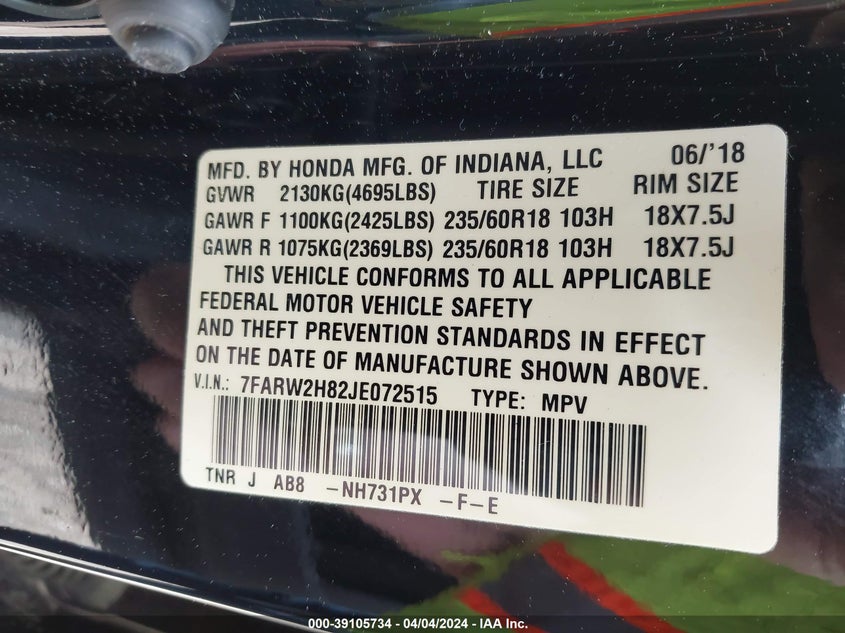 MFD. BY HONDA MFG. OF INDIANA, LLC 06/'18
GVWR 2130KG(4695LBS) TIRE SIZE RIM SIZE
GAWR F 1100KG(2425LBS) 235/60R18 103H 18X7.5J
GAWR R 1075KG(2369LBS) 235/60R18 103H 18X7.5J
THIS VEHICLE CONFORMS TO ALL APPLICABLE
FEDERAL MOTOR VEHICLE SAFETY
AND THEFT PREVENTION STANDARDS IN EFFECT
ON THE DATE OF MANUFACTURE SHOWN ABOVE.
V.I.N.: 7FARW2H82JE072515 TYPE: MPV
TNR J AB8 -NH731PX -F-E
000-39105734 - 04/04/2024 - IAA Inc.